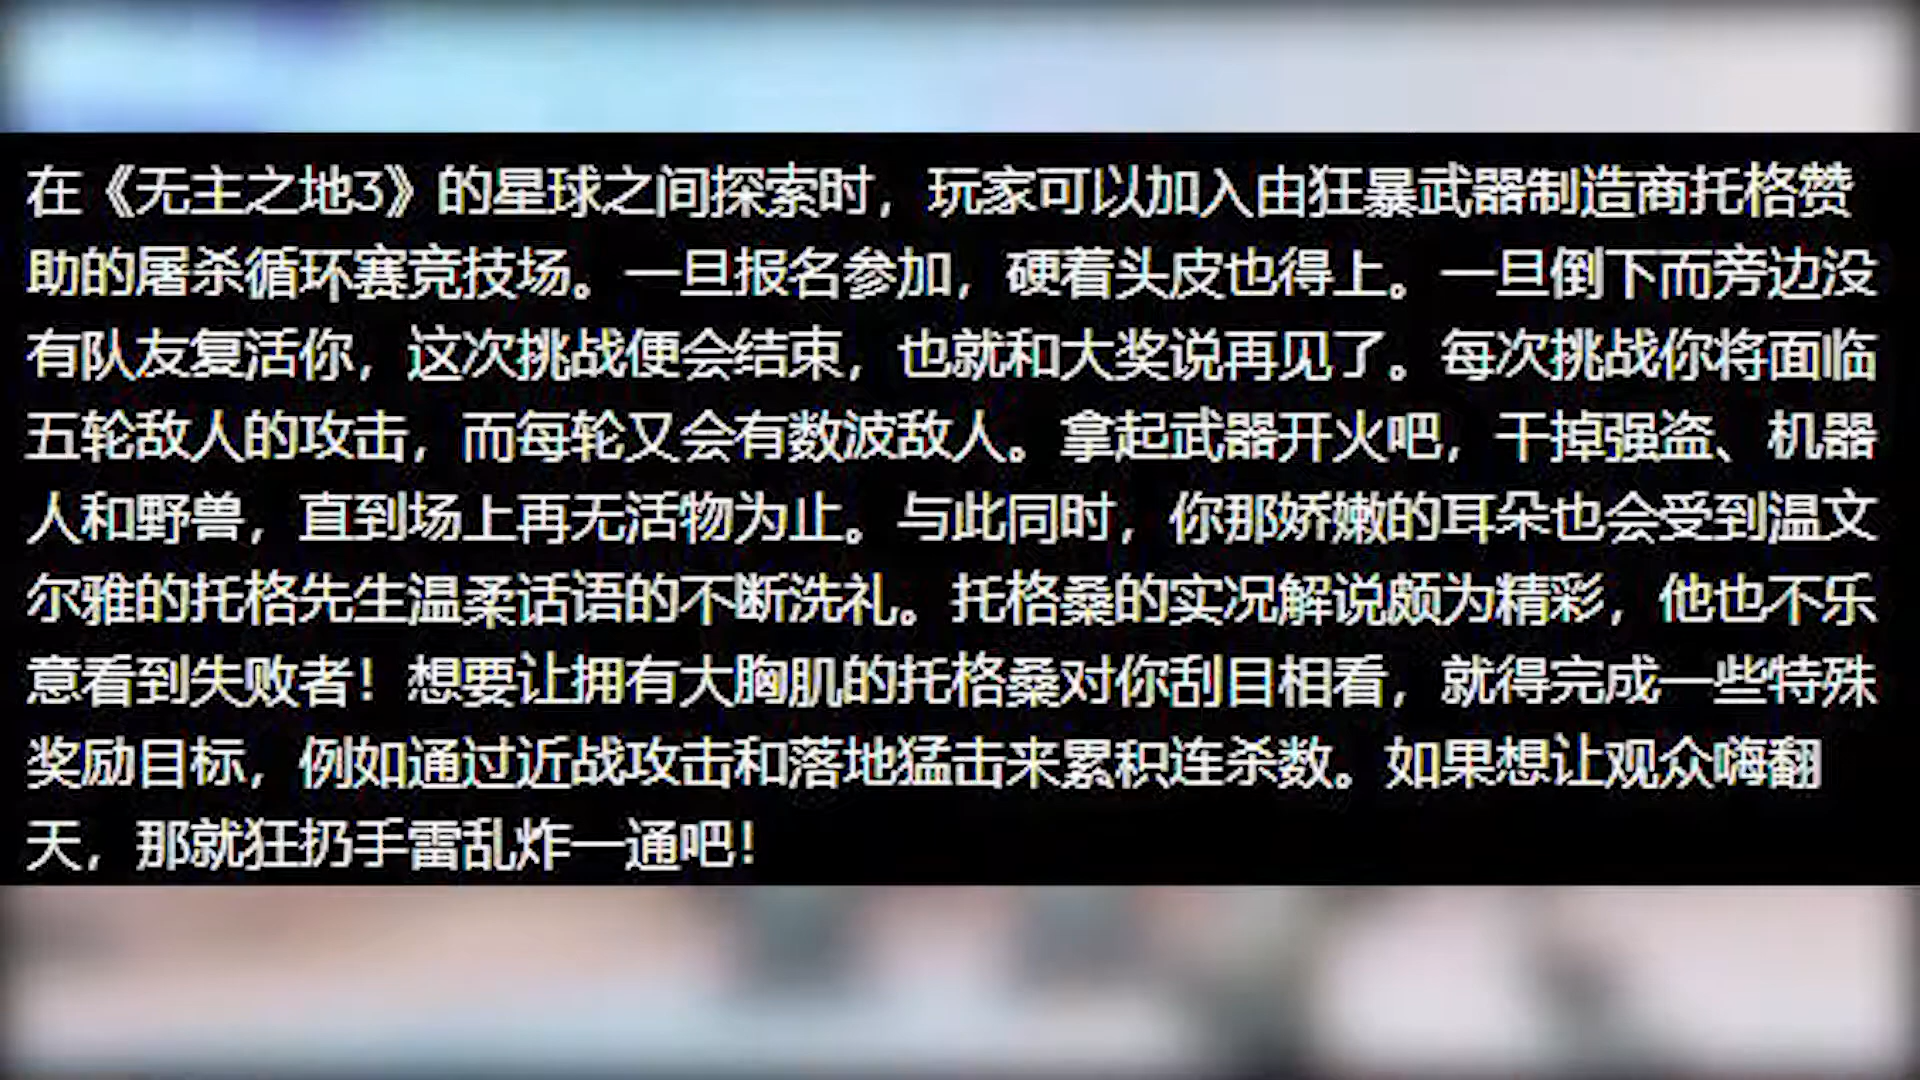 在《无主之地3》的星球之间探索时，玩家可以加入由狂暴武器制造商托格赞
助的屠杀循环赛竞技场。一旦报名参加，硬着头皮也得上。一旦倒下而旁边没
有队友复活你，这次挑战便会结束，也就和大奖说再见了。每次挑战你将面临
五轮敌人的攻击，而每轮又会有数波敌人。拿起武器开火吧，干掉强盗、机器
人和野兽，直到场上再无活物为止。与此同时，你那娇嫩的耳朵也会受到温文
尔雅的托格先生温柔话语的不断洗礼。托格桑的实况解说颇为精彩，他也不乐
意看到失败者！想要让拥有大胸肌的托格桑对你刮目相看，就得完成一些特殊
奖励目标，例如通过近战攻击和落地猛击来累积连杀数。如果想让观众嗨翻
天，那就狂扔手雷乱炸一通吧！